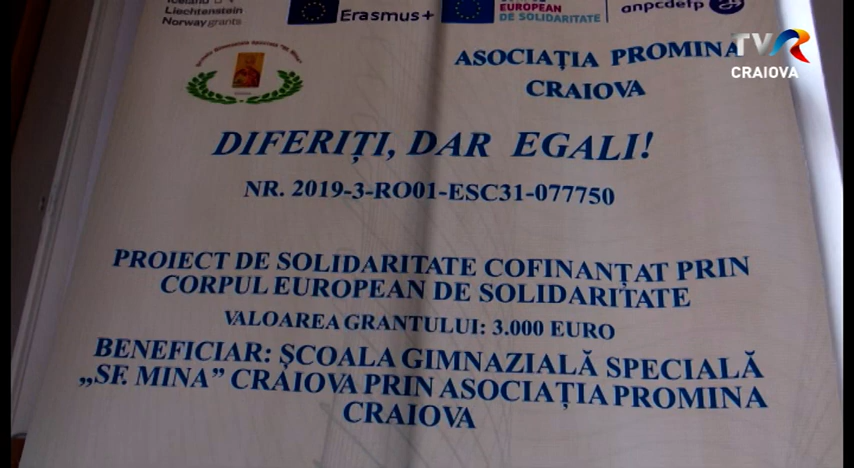 Liechtenstein
Norway grants
Erasmus+
EUROPEAN
DE SOLIDARITATE
anpcdefp
TVR
CRAIOVA
ASOCIAȚIA PROMINA
CRAIOVA
DIFERIȚI, DAR EGALI!
NR. 2019-3-RO01-ESC31-077750
PROIECT DE SOLIDARITATE COFINANȚAT PRIN
CORPUL EUROPEAN DE SOLIDARITATE
VALOAREA GRANTULUI: 3.000 EURO
BENEFICIAR: ȘCOALA GIMNAZIALĂ SPECIALĂ
„SF. MINA” CRAIOVA PRIN ASOCIAȚIA PROMINA
CRAIOVA